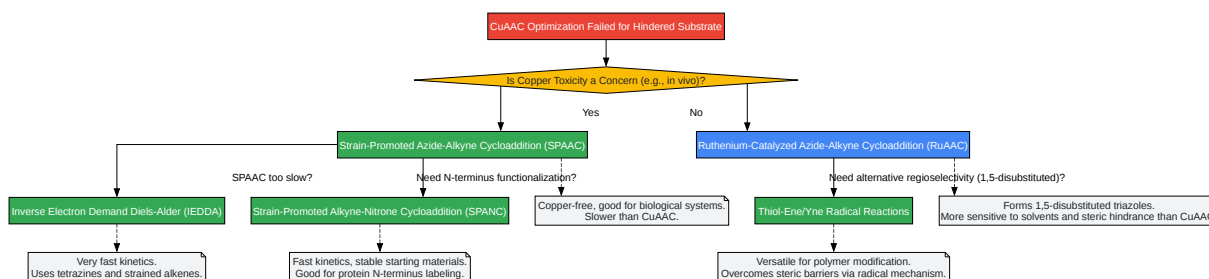 CuAAC Optimization Failed for Hindered Substrate
Is Copper Toxicity a Concern (e.g., in vivo)?
Yes
No
Strain-Promoted Azide-Alkyne Cycloaddition (SPAAC)
Ruthenium-Catalyzed Azide-Alkyne Cycloaddition (RuAAC)
SPAAC too slow?
Need N-terminus functionalization?
Need alternative regioselectivity (1,5-disubstituted)?
Inverse Electron Demand Diels-Alder (IEDDA)
Strain-Promoted Alkyne-Nitrone Cycloaddition (SPANC)
Copper-free, good for biological systems.
Slower than CuAAC.
Thiol-Ene/Yne Radical Reactions
Forms 1,5-disubstituted triazoles.
More sensitive to solvents and steric hindrance than CuAAC
Very fast kinetics.
Uses tetrazines and strained alkenes.
Fast kinetics, stable starting materials.
Good for protein N-terminus labeling.
Versatile for polymer modification.
Overcomes steric barriers via radical mechanism.